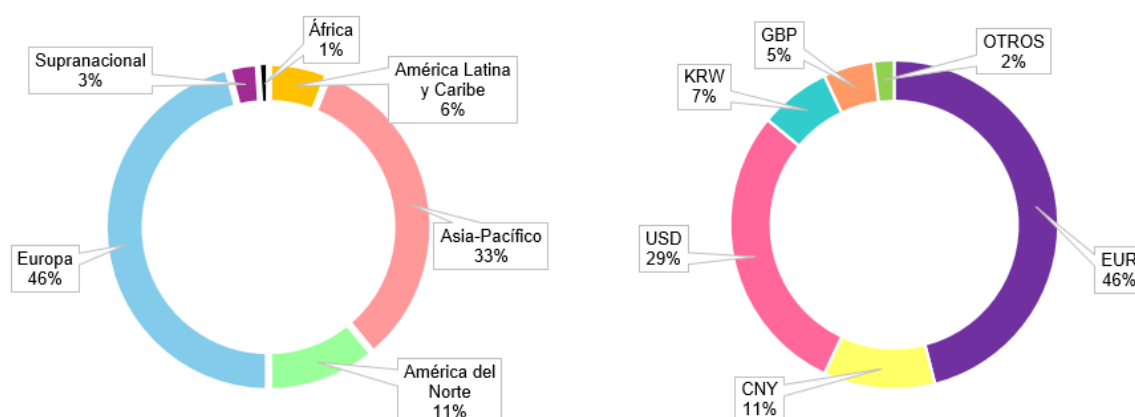 África
1%
Supranacional
3%
América Latina
y Caribe
6%
Asia-Pacífico
33%
Europa
46%
América del
Norte
11%
GBP
5%
OTROS
2%
KRW
7%
USD
29%
EUR
46%
CNY
11%